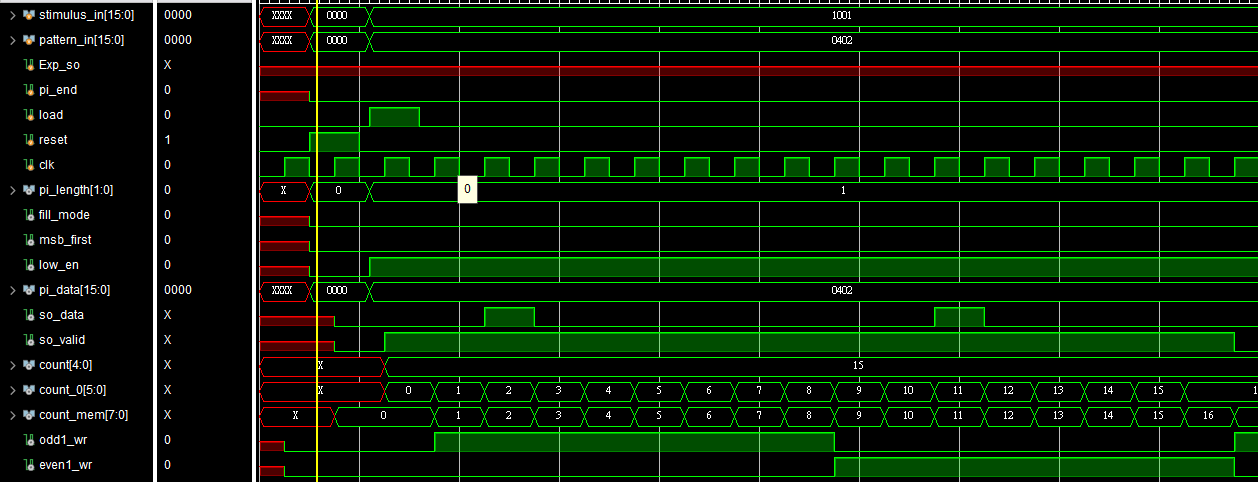 stimulus_in[15:0] 0000 XXXX 0000 1001
pattern_in[15:0] 0000 XXXX 0000 0402
Exp_so X
pi_end 0
load 0
reset 1
clk 0
pi_length[1:0] 0 X 0 0 1
fill_mode 0
msb_first 0
low_en 0
pi_data[15:0] 0000 XXXX 0000 0402
so_data X
so_valid X
count[4:0] X X 15
count_0[5:0] X X 0 1 2 3 4 5 6 7 8 9 10 11 12 13 14 15 1
count_mem[7:0] X X 0 1 2 3 4 5 6 7 8 9 10 11 12 13 14 15 16
odd1_wr 0
even1_wr 0